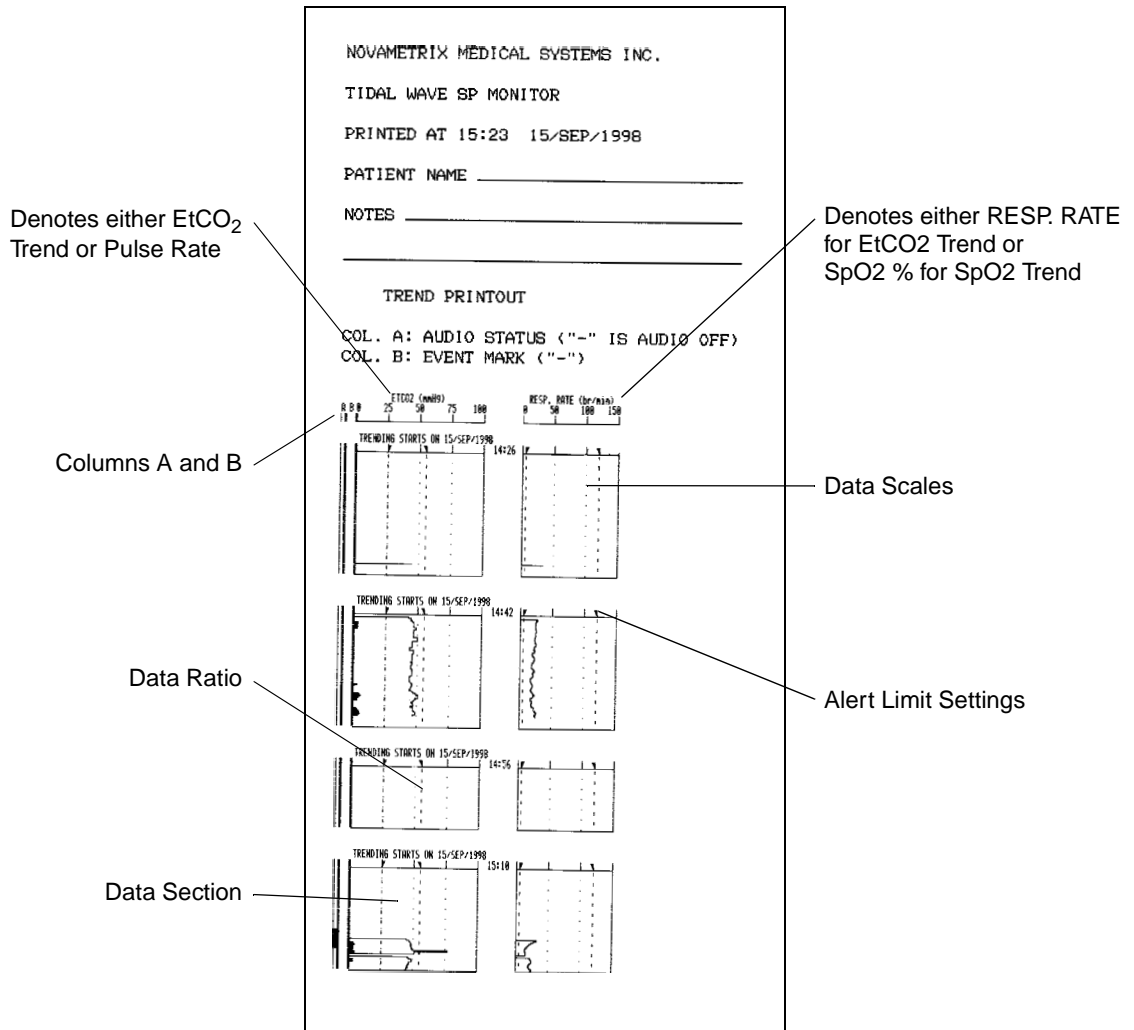 NOVAMETRIX MEDICAL SYSTEMS INC.
TIDAL WAVE SP MONITOR
PRINTED AT 15:23 15/SEP/1998
PATIENT NAME
NOTES
Denotes either EtCO2
Trend or Pulse Rate
Denotes either RESP. RATE
for EtCO2 Trend or
SpO2 % for SpO2 Trend
TREND PRINTOUT
COL. A: AUDIO STATUS ("-" IS AUDIO OFF)
COL. B: EVENT MARK ("-")
ETCO2 (mmHg)
A B 0 25 50 75 100
RESP. RATE (br/min)
0 50 100 150
TRENDING STARTS ON 15/SEP/1998
14:26
Columns A and B
Data Scales
TRENDING STARTS ON 15/SEP/1998
14:42
Data Ratio
Alert Limit Settings
TRENDING STARTS ON 15/SEP/1998
14:56
TRENDING STARTS ON 15/SEP/1998
15:10
Data Section